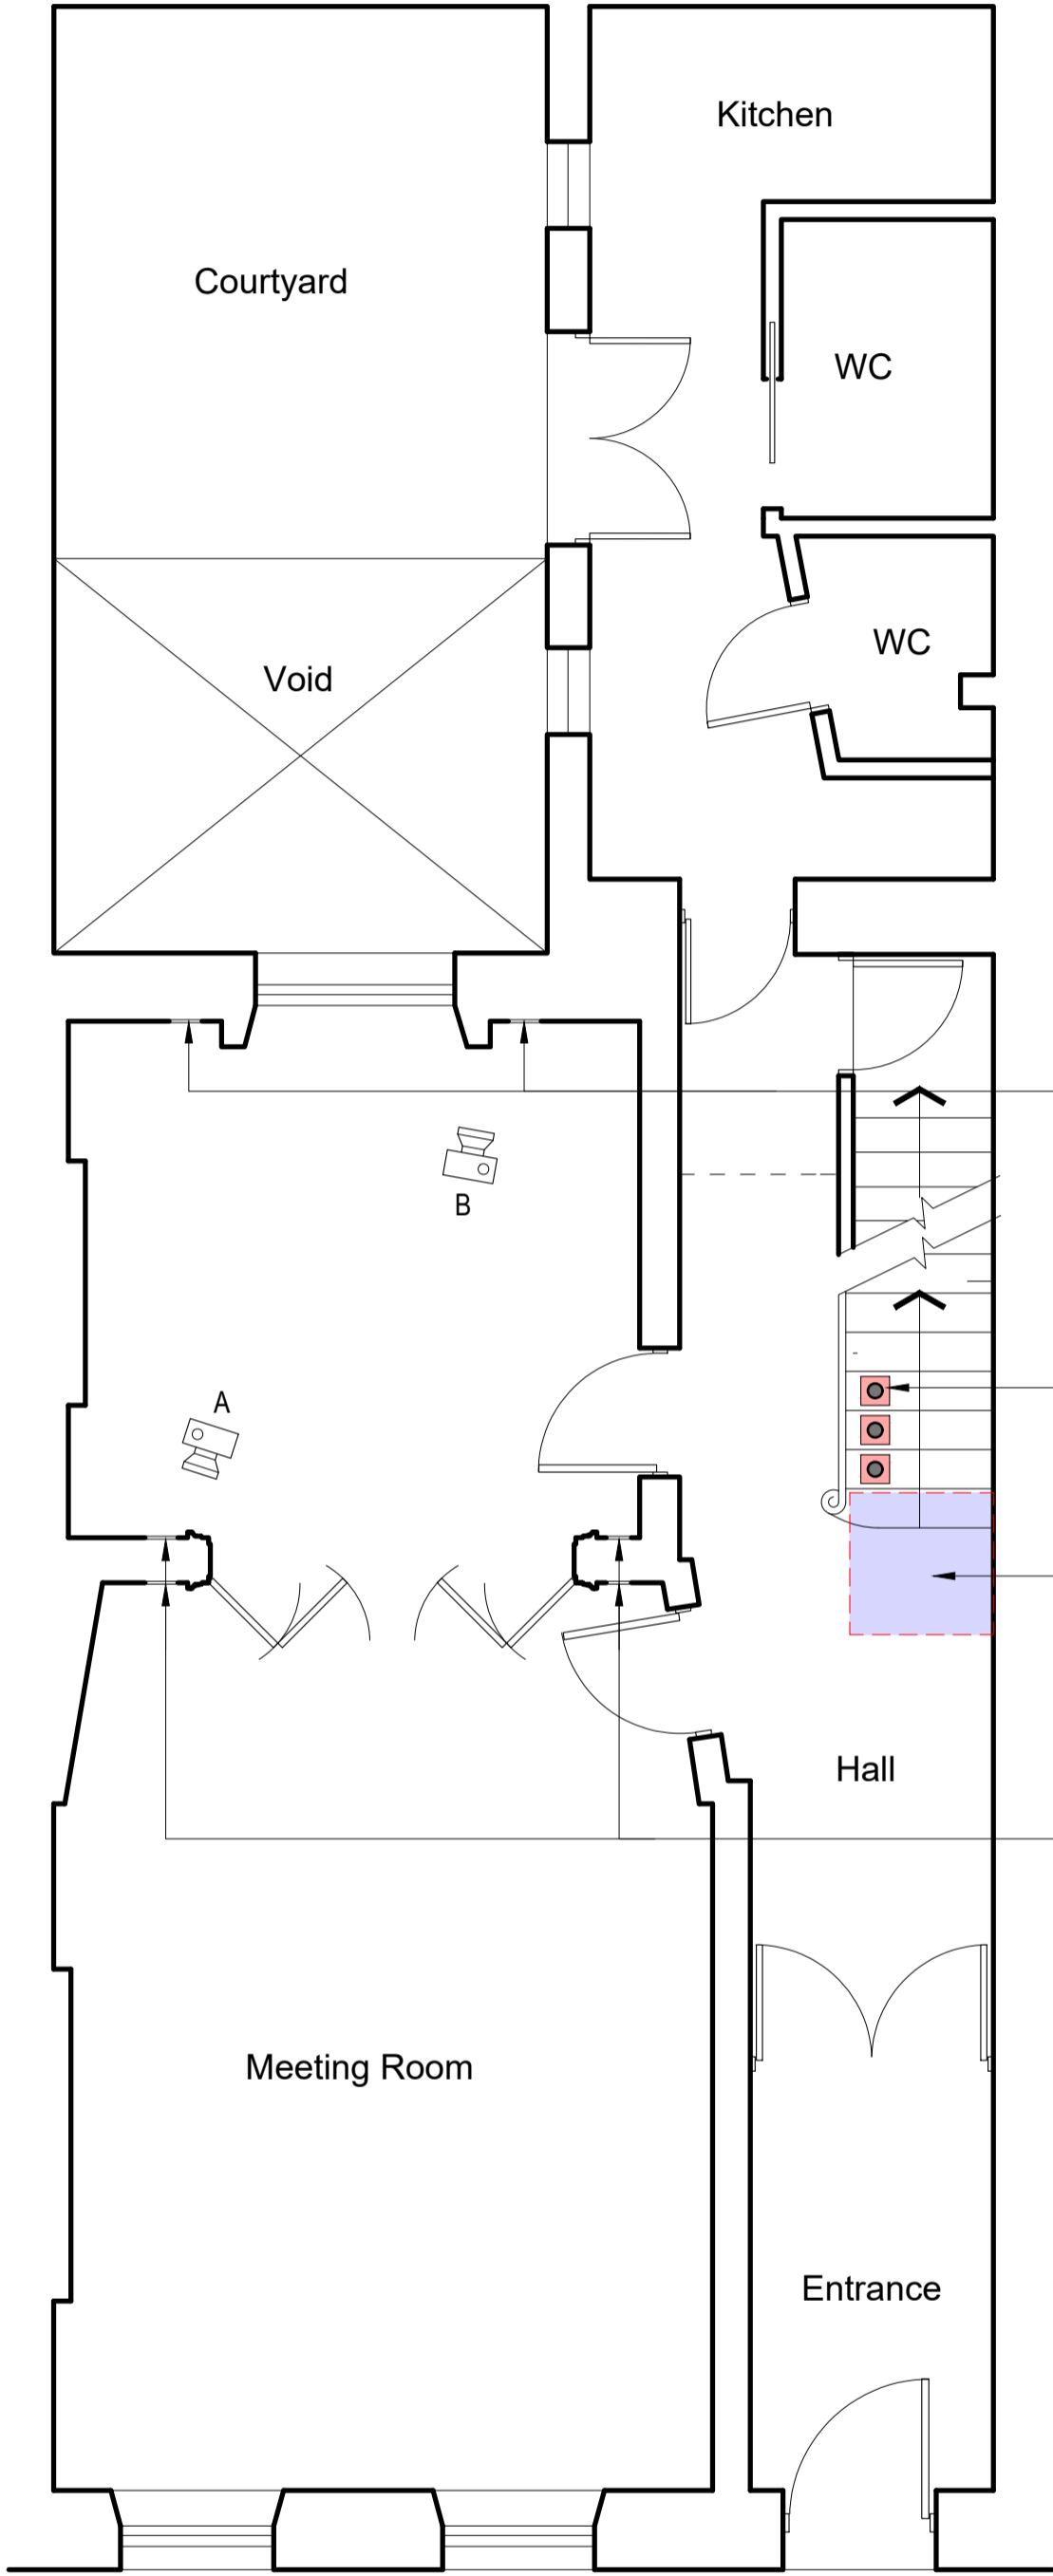 Kitchen
Courtyard
WC
WC
Void
B
A
Hall
Meeting Room
Entrance